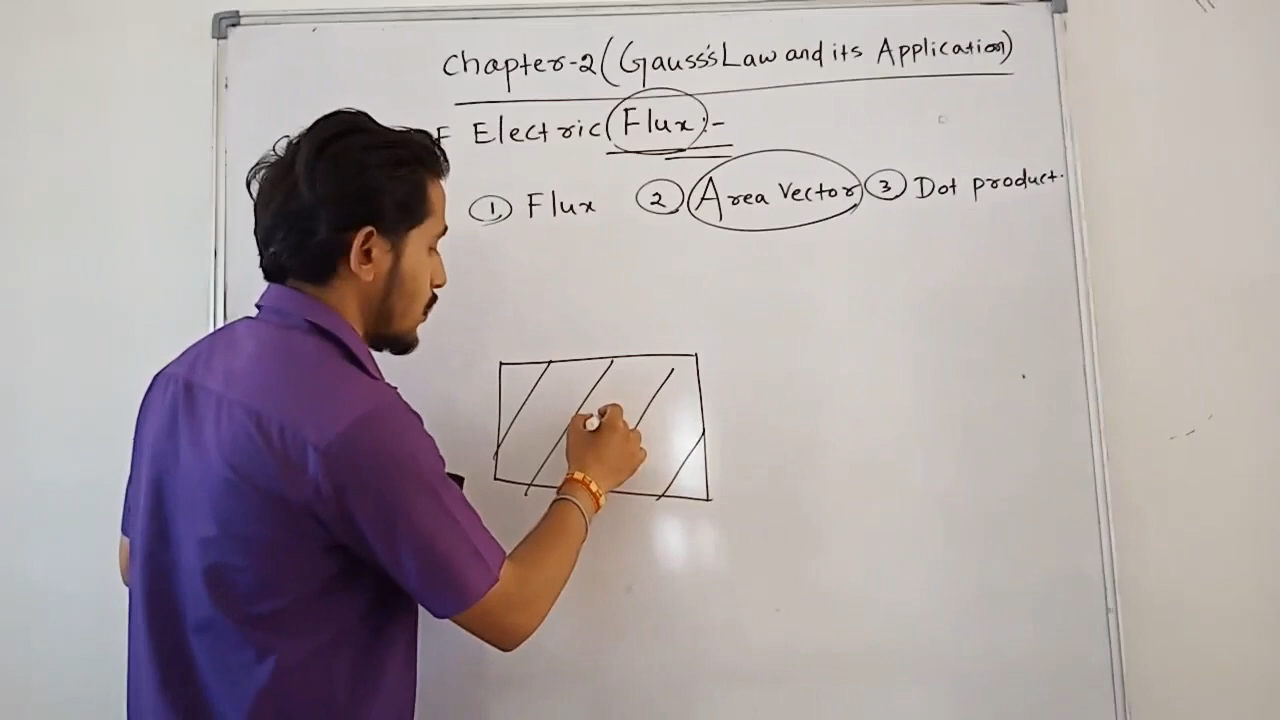 Chapter-2 (Gauss's Law and its Application)
Electric Flux :-
1. Flux 2 Area Vector 3 Dot product.